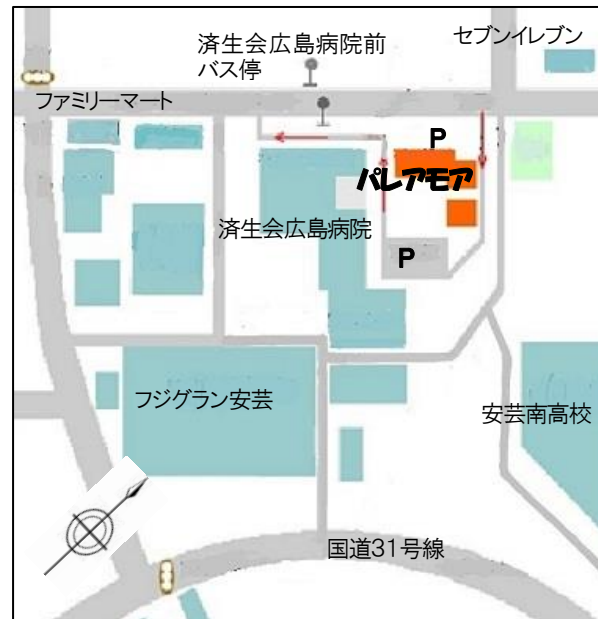 セブンイレブン
済生会広島病院前
バス停
ファミリーマート
P
パレアモア
済生会広島病院
P
フジグラン安芸
安芸南高校
国道31号線